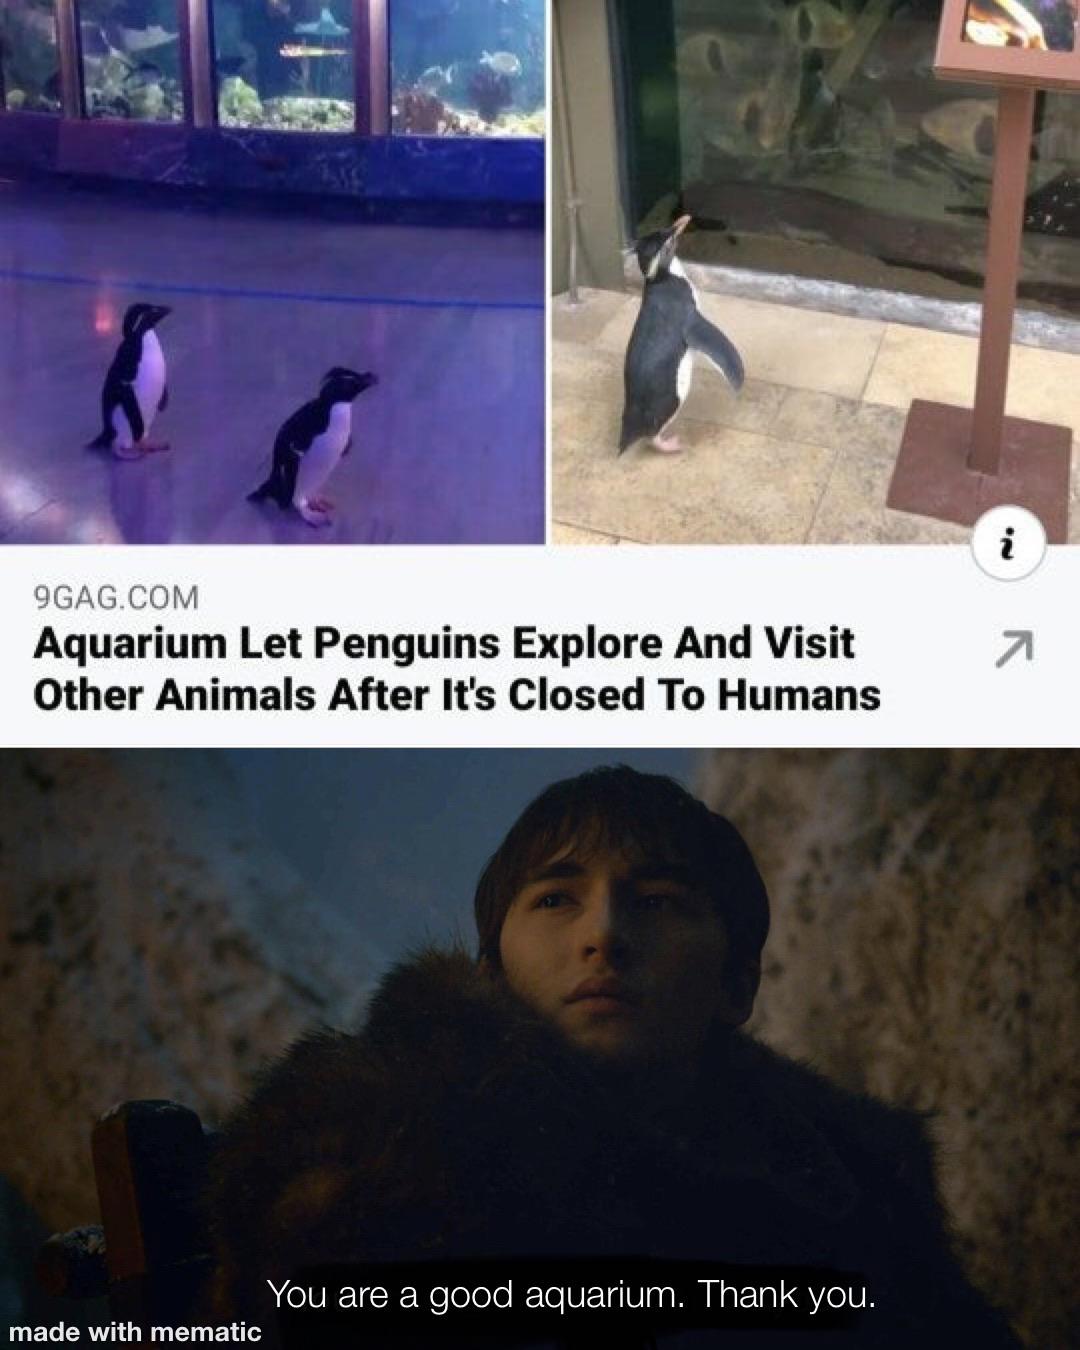 9GAG.COM
Aquarium Let Penguins Explore And Visit
Other Animals After It's Closed To Humans
i
You are a good aquarium. Thank you.
made with mematic